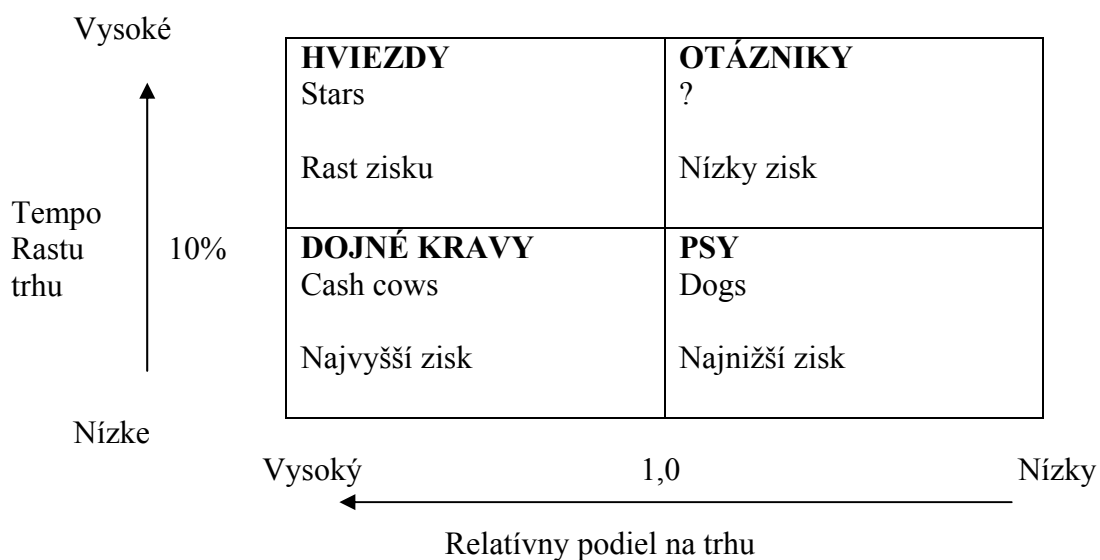 Vysoké
HVIEZDY
Stars
Rast zisku
OTÁZNIKY
?
Nízky zisk
Tempo
Rastu
trhu
10%
DOJNÉ KRAVY
Cash cows
Najvyšší zisk
PSY
Dogs
Najnižší zisk
Nízke
Vysoký 1,0 Nízky
Relatívny podiel na trhu